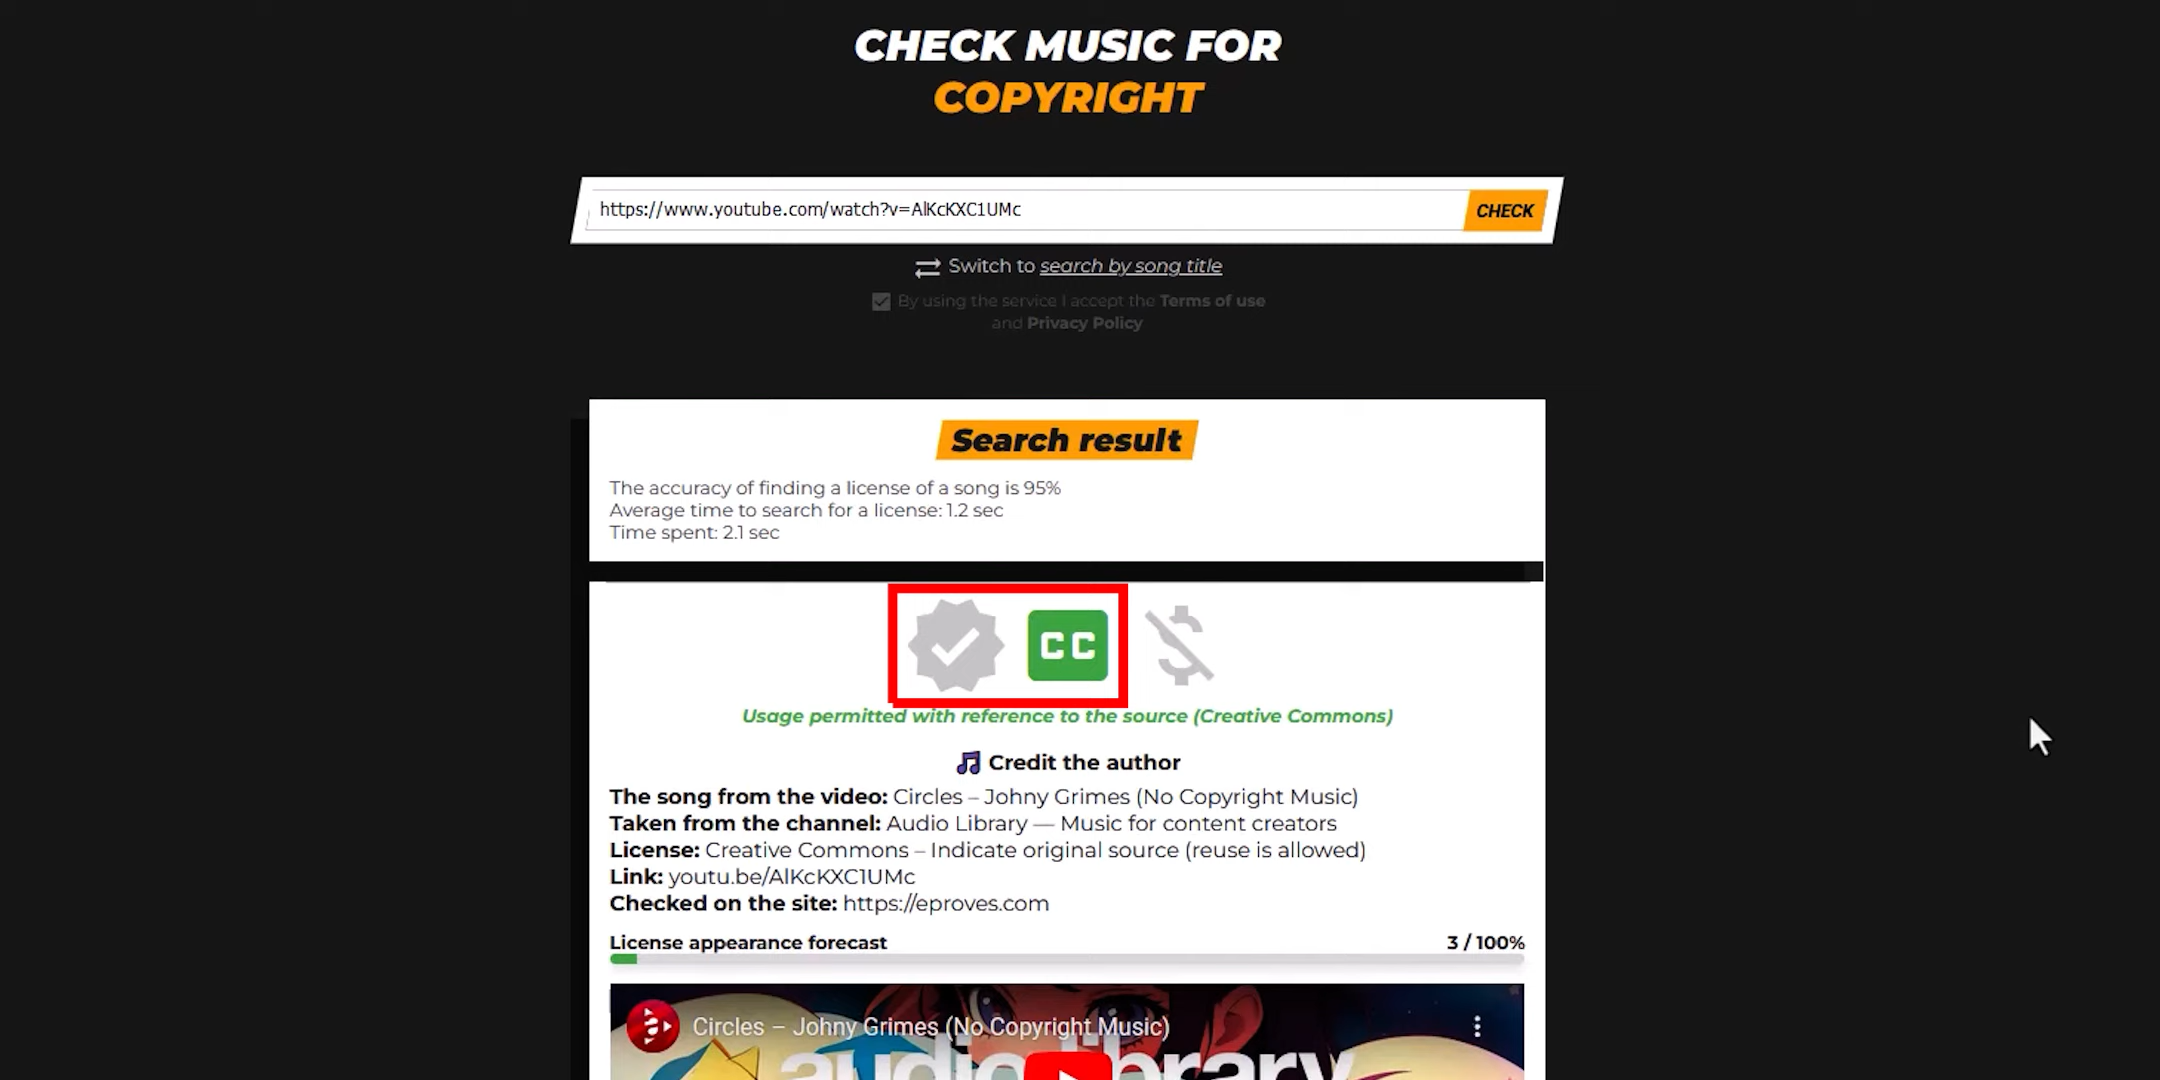 CHECK MUSIC FOR
COPYRIGHT
https://www.youtube.com/watch?v=AlKcKXC1UMc
CHECK
Switch to search by song title
By using the service I accept the Terms of use
and Privacy Policy
Search result
The accuracy of finding a license of a song is 95%
Average time to search for a license: 1.2 sec
Time spent: 2.1 sec
CC
Usage permitted with reference to the source (Creative Commons)
Credit the author
The song from the video: Circles – Johny Grimes (No Copyright Music)
Taken from the channel: Audio Library — Music for content creators
License: Creative Commons – Indicate original source (reuse is allowed)
Link: youtu.be/AlKcKXC1UMc
Checked on the site: https://eproves.com
License appearance forecast
3 / 100%
Circles – Johny Grimes (No Copyright Music)
audio library